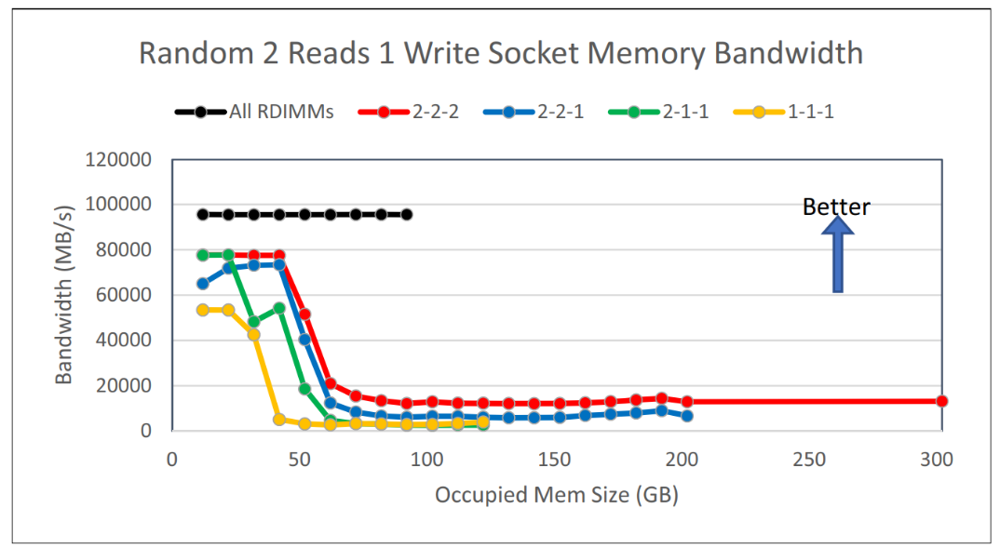 Random 2 Reads 1 Write Socket Memory Bandwidth
All RDIMMs 2-2-2 2-2-1 2-1-1 1-1-1
120000
100000
80000
60000
40000
20000
0
Bandwidth (MB/s)
Better
0 50 100 150 200 250 300
Occupied Mem Size (GB)